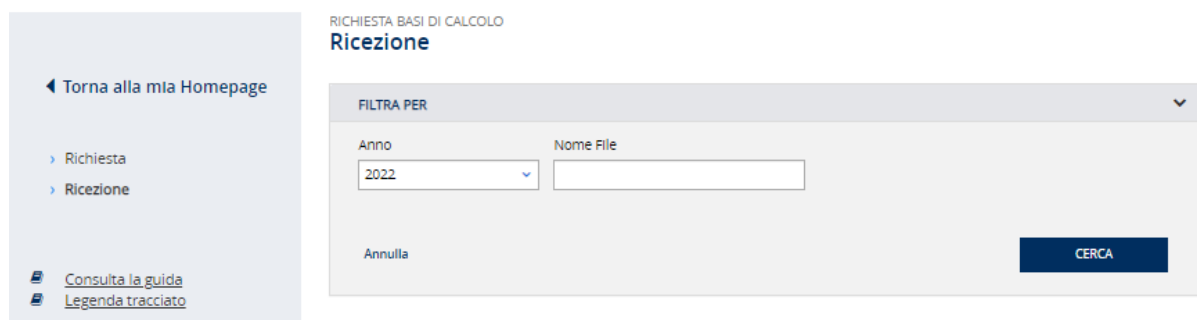 RICHIESTA BASI DI CALCOLO
Ricezione
Torna alla mia Homepage
Richiesta
Ricezione
Consulta la guida
Legenda tracciato
FILTRA PER
Anno
Nome File
2022
Annulla
CERCA